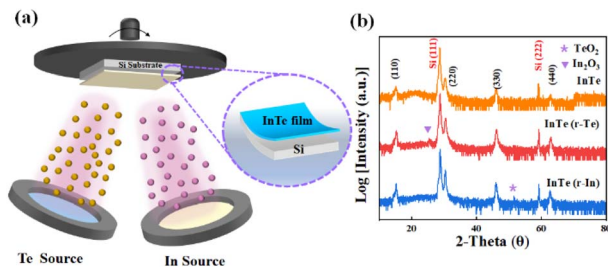 (a)
Si Substrate
InTe film
Si
Te Source
In Source
(b)
TeO2
In2O3
Log [Intensity (a.u.)]
(110)
Si (111)
(220)
(330)
Si (222)
(440)
InTe
InTe (r-Te)
InTe (r-In)
20
40
60
80
2-Theta (θ)